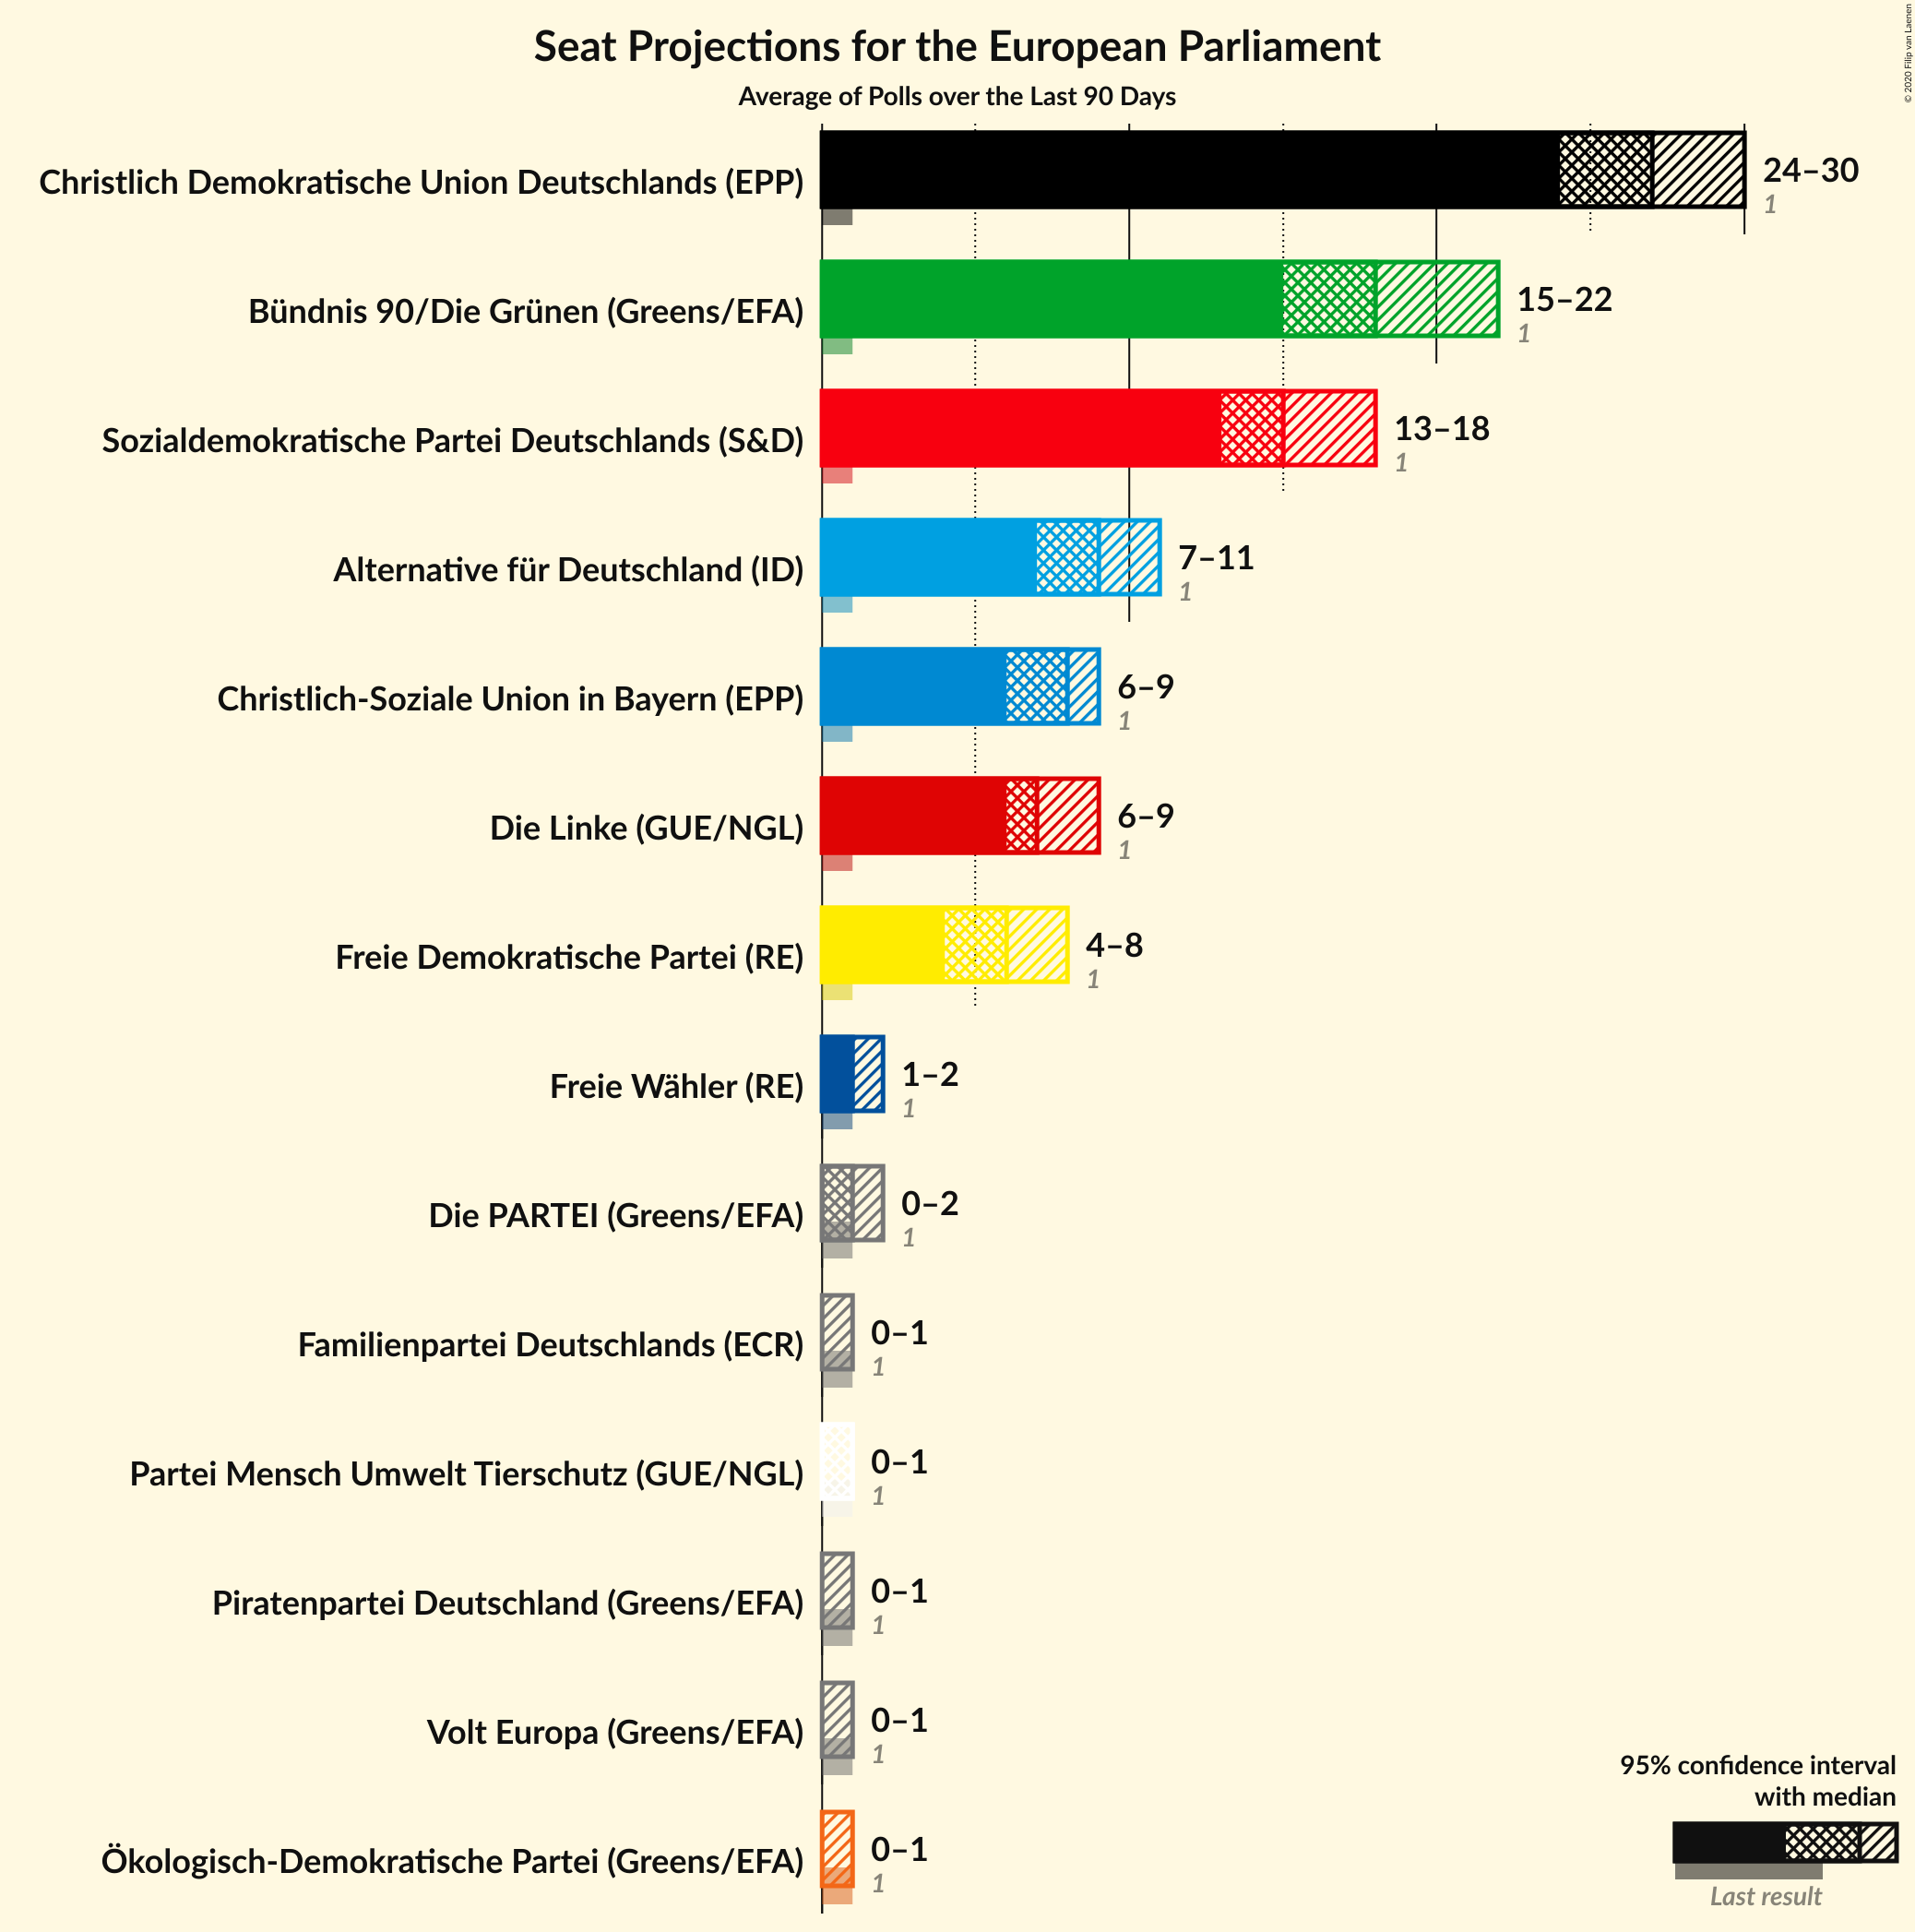 Seat Projections for the European Parliament
Average of Polls over the Last 90 Days
© 2020 Filip van Laenen
Christlich Demokratische Union Deutschlands (EPP)
24–30
1
Bündnis 90/Die Grünen (Greens/EFA)
15–22
1
Sozialdemokratische Partei Deutschlands (S&D)
13–18
1
Alternative für Deutschland (ID)
7–11
1
Christlich-Soziale Union in Bayern (EPP)
6–9
1
Die Linke (GUE/NGL)
6–9
1
Freie Demokratische Partei (RE)
4–8
1
Freie Wähler (RE)
1–2
1
Die PARTEI (Greens/EFA)
0–2
1
Familienpartei Deutschlands (ECR)
0–1
1
Partei Mensch Umwelt Tierschutz (GUE/NGL)
0–1
1
Piratenpartei Deutschland (Greens/EFA)
0–1
1
Volt Europa (Greens/EFA)
0–1
1
Ökologisch-Demokratische Partei (Greens/EFA)
0–1
1
95% confidence interval
with median
Last result